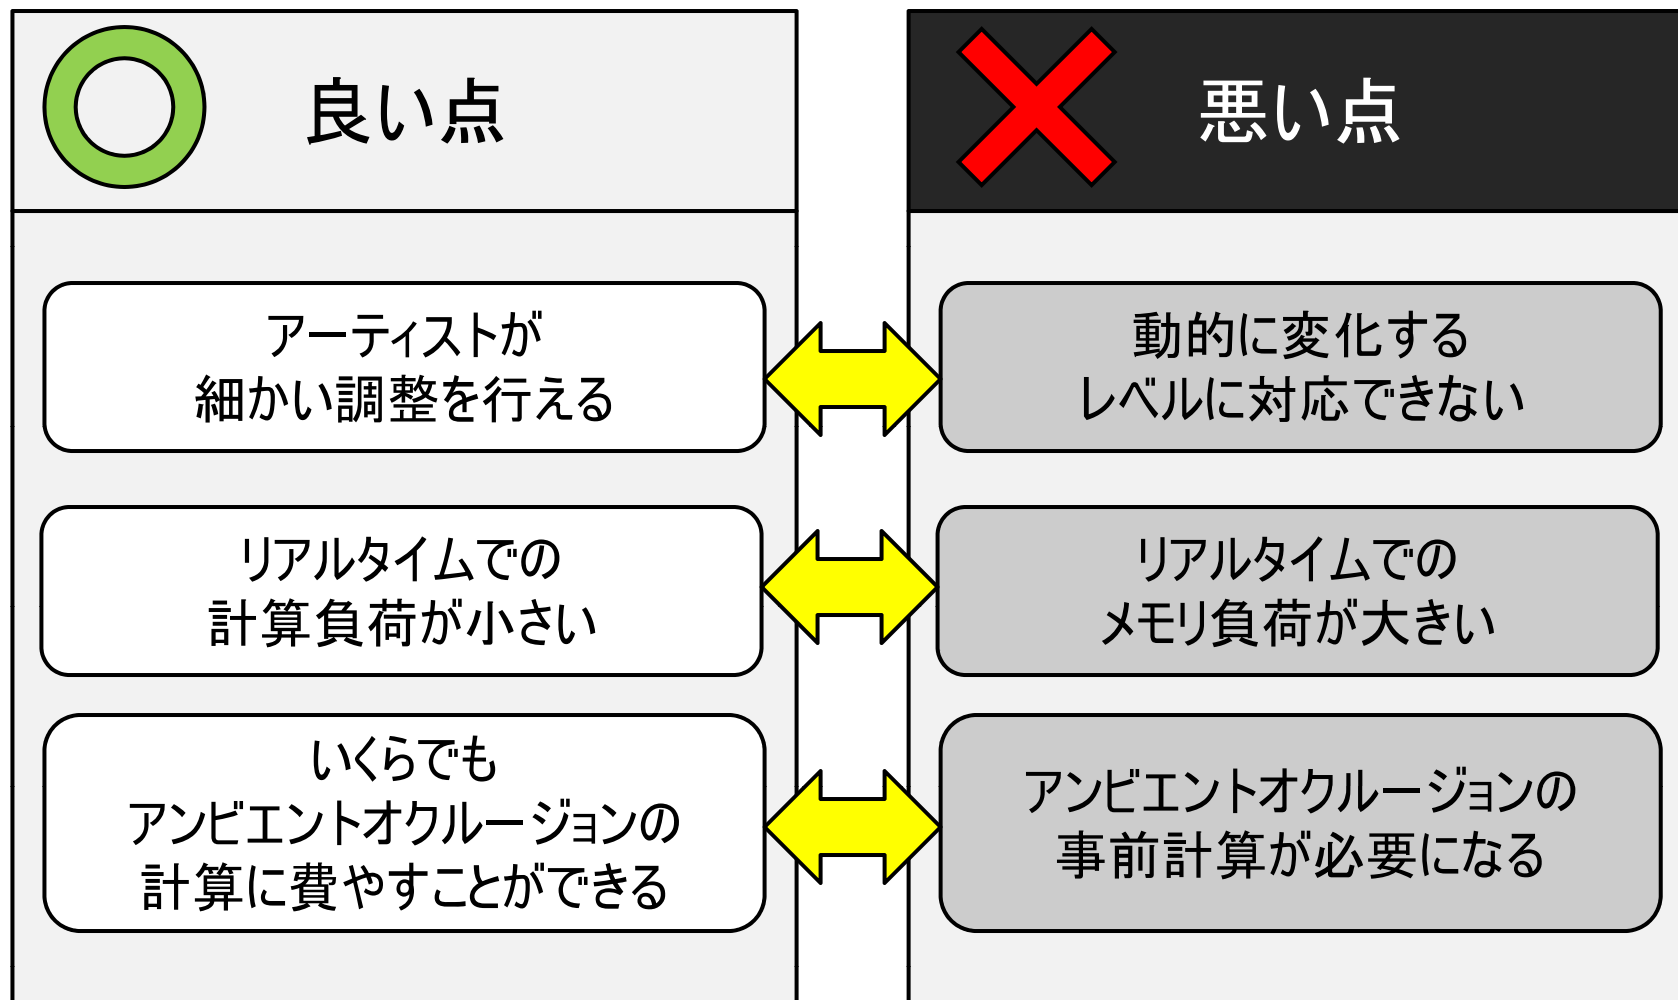 良い点
悪い点
アーティストが
細かい調整を行える
動的に変化する
レベルに対応できない
リアルタイムでの
計算負荷が小さい
リアルタイムでの
メモリ負荷が大きい
いくらでも
アンビエントオクルージョンの
計算に費やすことができる
アンビエントオクルージョンの
事前計算が必要になる